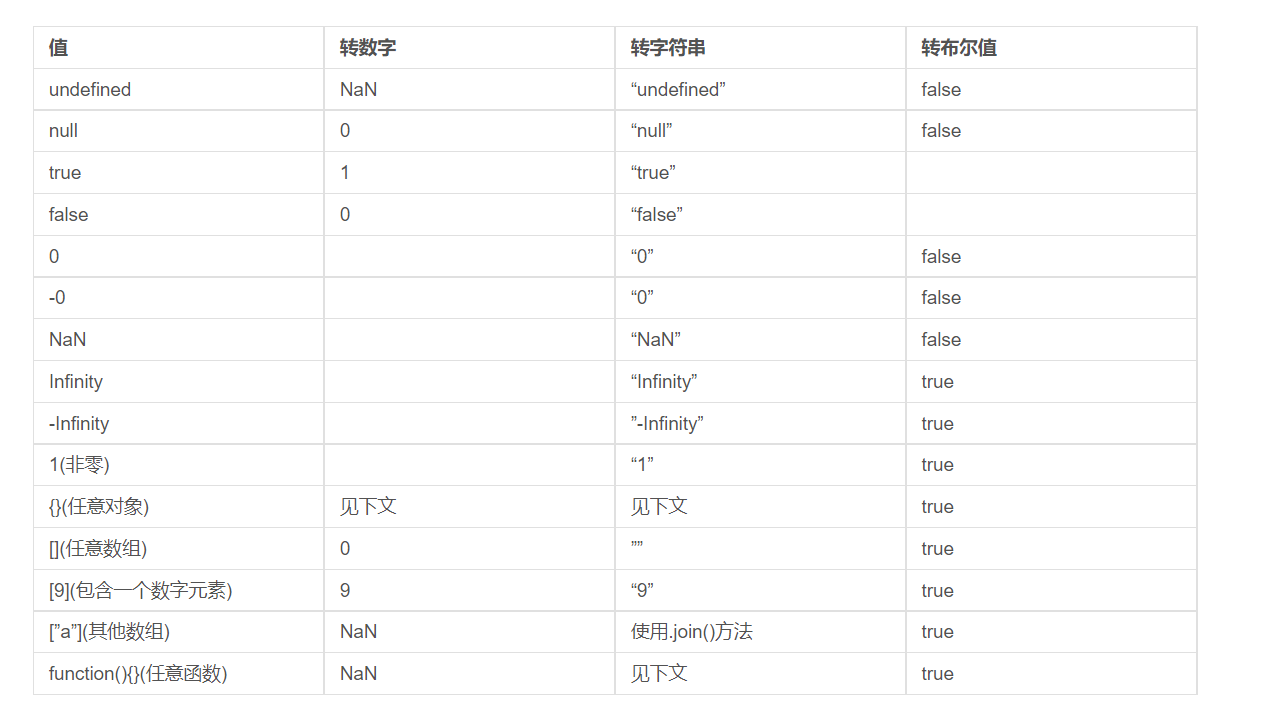 值 转数字 转字符串 转布尔值
undefined NaN “undefined” false
null 0 “null” false
true 1 “true”
false 0 “false”
0 “0” false
-0 “0” false
NaN “NaN” false
Infinity “Infinity” true
-Infinity ”-Infinity” true
1(非零) “1” true
{}(任意对象) 见下文 见下文 true
[](任意数组) 0 ”” true
[9](包含一个数字元素) 9 “9” true
[”a”](其他数组) NaN 使用.join()方法 true
function(){}(任意函数) NaN 见下文 true